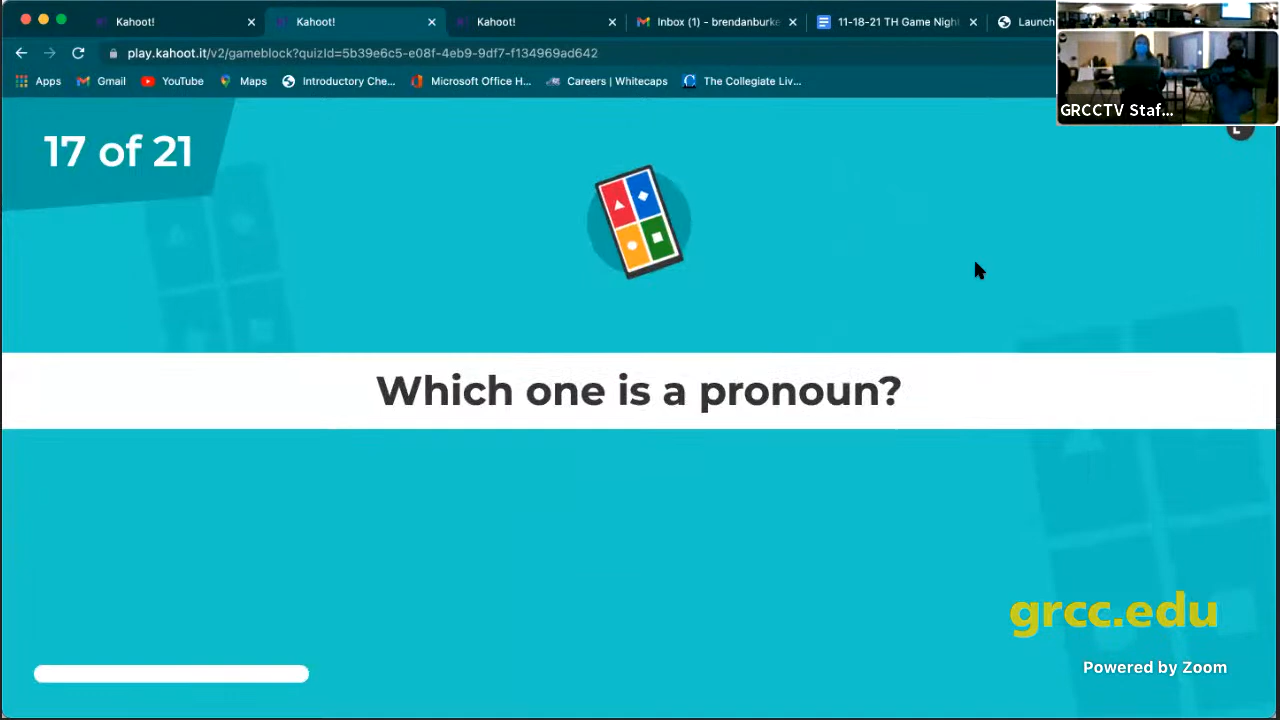 Kahoot!
Kahoot!
Kahoot!
Inbox (1) - brendanburke
11-18-21 TH Game Night
Launch
play.kahoot.it/v2/gameblock?quizId=5b39e6c5-e08f-4eb9-9df7-f134969ad642
Apps
Gmail
YouTube
Maps
Introductory Che...
Microsoft Office H...
Careers | Whitecaps
The Collegiate Liv...
GRCCTV Staf...
17 of 21
Which one is a pronoun?
grcc.edu
Powered by Zoom